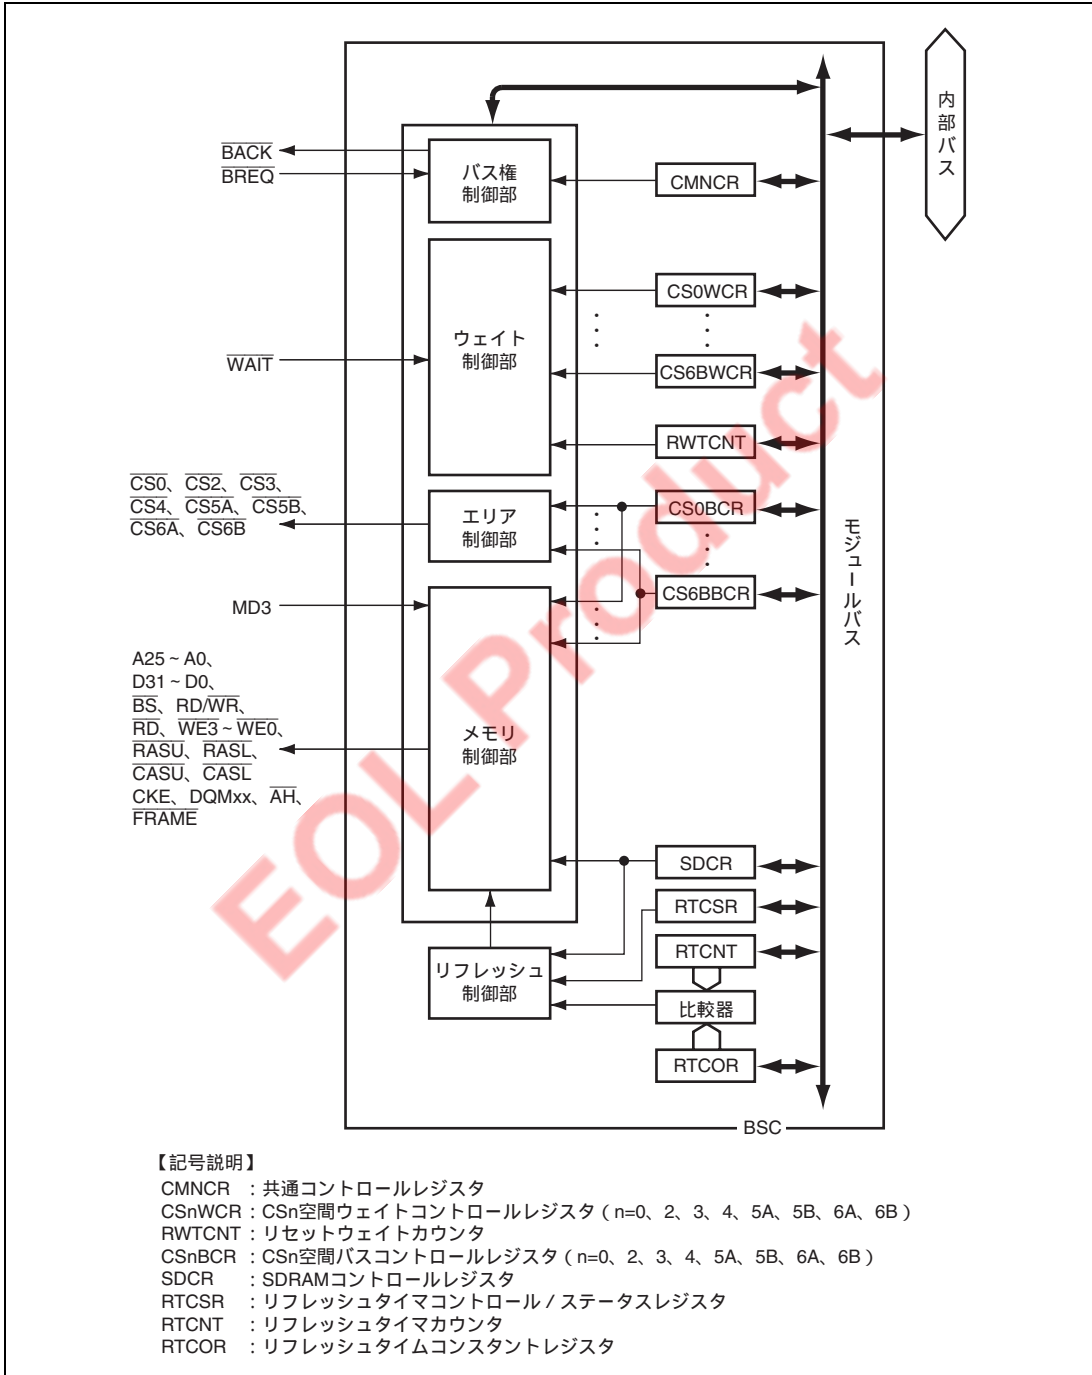 BACK
BREQ
バス権
制御部
CMNCR
内部バス
CS0WCR
ウェイト
制御部
WAIT
CS6BWCR
RWTCNT
CS0、CS2、CS3、
CS4、CS5A、CS5B、
CS6A、CS6B
エリア
制御部
CS0BCR
モジュールバス
CS6BBCR
MD3
A25 ~ A0、
D31 ~ D0、
BS、RD/WR、
RD、WE3 ~ WE0、
RASU、RASL、
CASU、CASL
CKE、DQMxx、AH、
FRAME
メモリ
制御部
SDCR
RTCSR
RTCNT
リフレッシュ
制御部
比較器
RTCOR
BSC
EOL Product
【記号説明】
CMNCR : 共通コントロールレジスタ
CSnWCR : CSn空間ウェイトコントロールレジスタ(n=0、2、3、4、5A、5B、6A、6B)
RWTCNT : リセットウェイトカウンタ
CSnBCR : CSn空間バスコントロールレジスタ(n=0、2、3、4、5A、5B、6A、6B)
SDCR : SDRAMコントロールレジスタ
RTCSR : リフレッシュタイマコントロール / ステータスレジスタ
RTCNT : リフレッシュタイマカウンタ
RTCOR : リフレッシュタイムコンスタントレジスタ